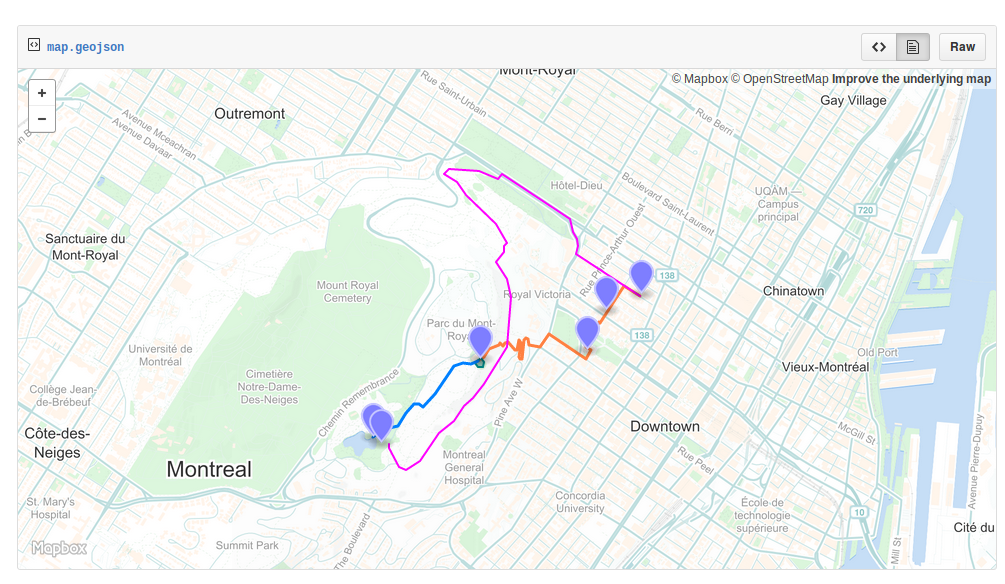 map.geojson
Raw
© Mapbox © OpenStreetMap Improve the underlying map
+
−
Mont-Royal
Outremont
Avenue Mceachran
Avenue Davaar
Rue Saint-Urbain
Rue Berri
Gay Village
Hôtel-Dieu
Boulevard Saint-Laurent
UQAM —
Campus
principal
720
Sanctuaire du
Mont-Royal
Rue Prince-Arthur Ouest
Mount Royal
Cemetery
Royal Victoria
138
Chinatown
Parc du Mont-
Royal
138
Université de
Montréal
Old Port
Vieux-Montréal
Cimetière
Notre-Dame-
Des-Neiges
Collège Jean-
de-Brébeuf
Chemin Remembrance
Pine Ave W
Côte-des-
Neiges
Downtown
McGill St
Avenue Pierre-Dupuy
Montreal
Montreal
General
Hospital
Rue Peel
Concordia
University
St. Mary's
Hospital
École de
technologie
supérieure
10
Cité du
Summit Park
The Boulevard
Mill St
Mapbox